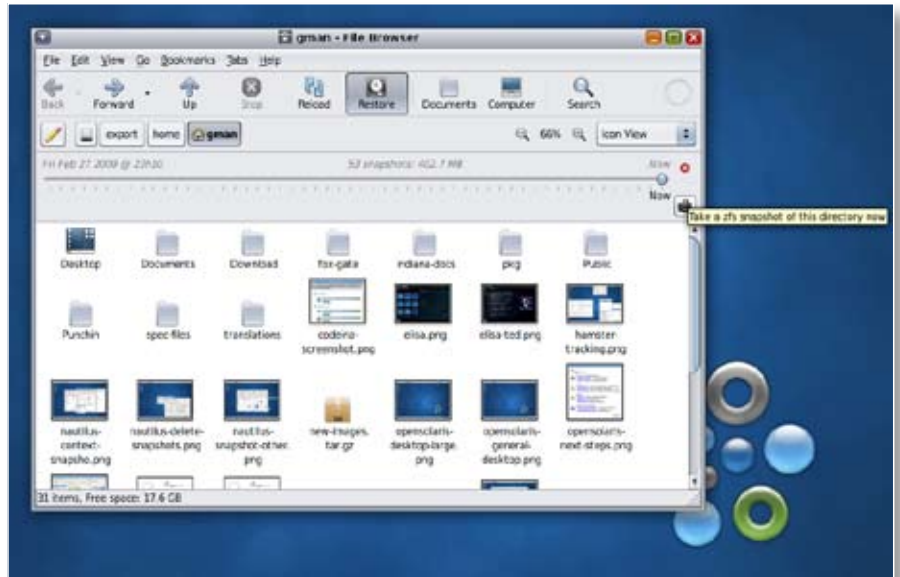 gman - File Browser
File Edit View Go Bookmarks Tabs Help
Back Forward Up Stop Reload Restore Documents Computer Search
export home gman 66% Icon View
Fri Feb 27 2009 @ 23h30 53 snapshots: 402.7 MB Now
Now
Take a zfs snapshot of this directory now
Desktop Documents Download fox-gate indiana-docs pkg Public
Punchin spec-files translations codeina- elisa.png elisa-ted.png hamster-
screenshot.png tracking.png
nautilus- nautilus-delete- nautilus- new-images. opensolaris- opensolaris- opensolaris-
context- snapshots.png snapshot-other. tar.gz desktop-large. general- next-steps.png
snapsho.png png png desktop.png
31 items, Free space: 17.6 GB